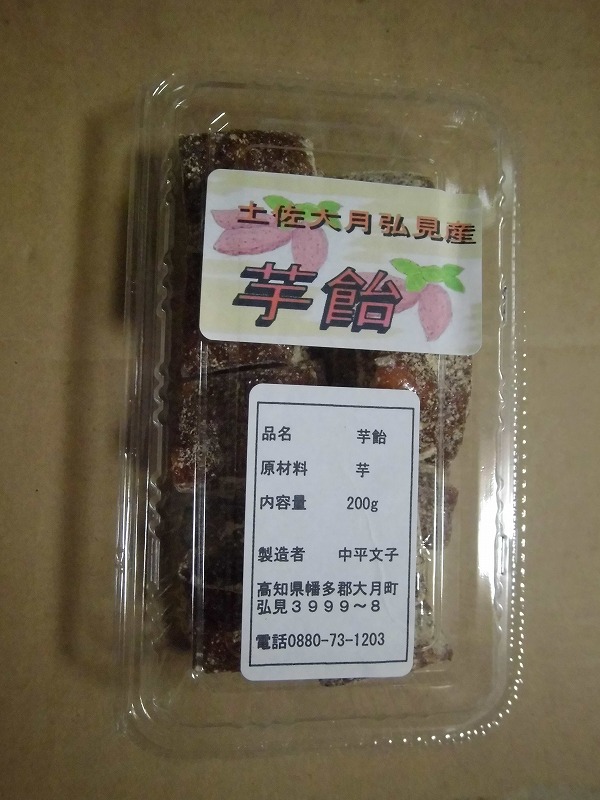 土佐大月弘見産
芋飴
品名 芋飴
原材料 芋
内容量 200g
製造者 中平文子
高知県幡多郡大月町
弘見３９９９～８
電話0880-73-1203